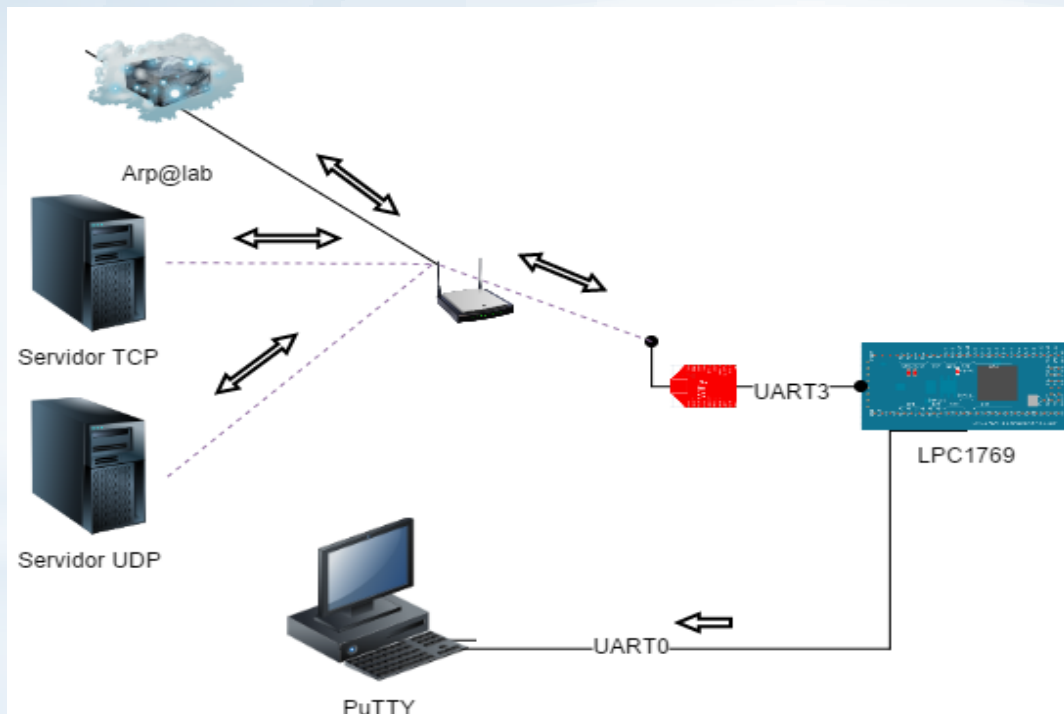 Arp@lab
Servidor TCP
UART3
LPC1769
Servidor UDP
UART0
PuTTY